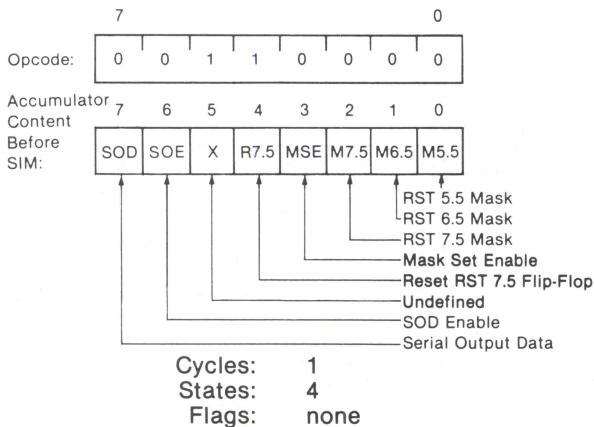 7 0
Opcode: 0 0 1 1 0 0 0 0
Accumulator
Content 7 6 5 4 3 2 1 0
Before
SIM: SOD SOE X R7.5 MSE M7.5 M6.5 M5.5
RST 5.5 Mask
RST 6.5 Mask
RST 7.5 Mask
Mask Set Enable
Reset RST 7.5 Flip-Flop
Undefined
SOD Enable
Serial Output Data
Cycles: 1
States: 4
Flags: none